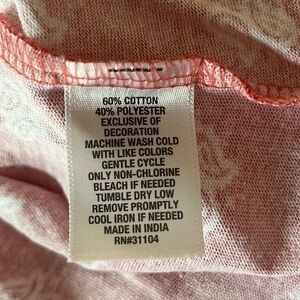 60% COTTON
40% POLYESTER
EXCLUSIVE OF
DECORATION
MACHINE WASH COLD
WITH LIKE COLORS
GENTLE CYCLE
ONLY NON-CHLORINE
BLEACH IF NEEDED
TUMBLE DRY LOW
REMOVE PROMPTLY
COOL IRON IF NEEDED
MADE IN INDIA
RN#31104